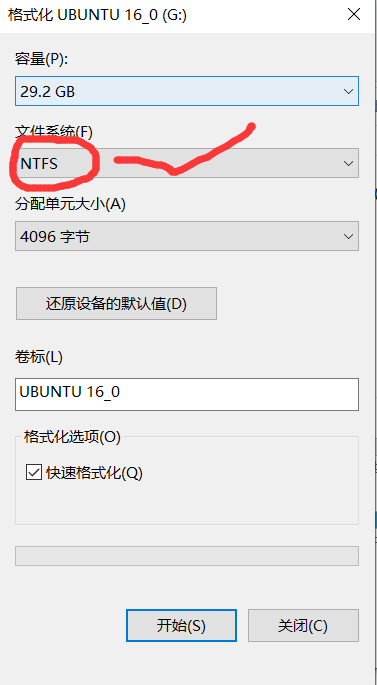 格式化 UBUNTU 16_0 (G:)
容量(P):
29.2 GB
文件系统(F)
NTFS
分配单元大小(A)
4096 字节
还原设备的默认值(D)
卷标(L)
UBUNTU 16_0
格式化选项(O)
快速格式化(Q)
开始(S)
关闭(C)